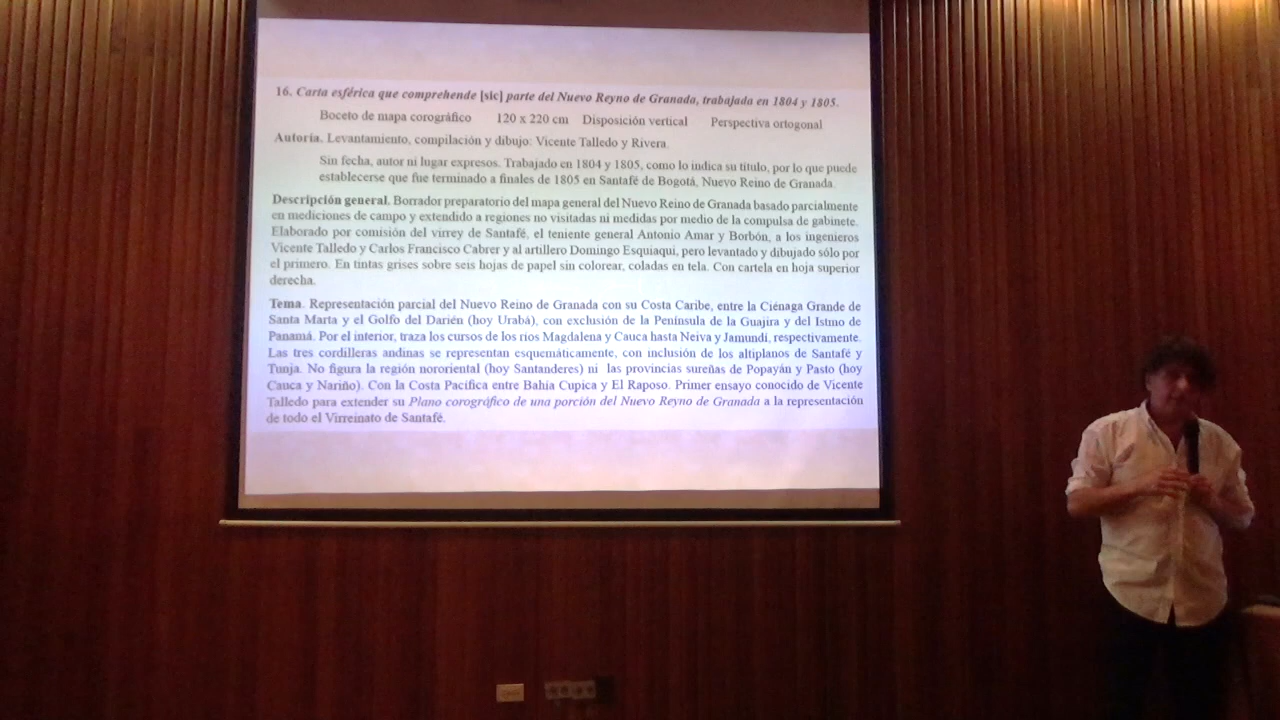 16. Carta esférica que comprehende [sic] parte del Nuevo Reyno de Granada, trabajada en 1804 y 1805.
Boceto de mapa corográfico 120 x 220 cm Disposición vertical Perspectiva ortogonal
Autoría. Levantamiento, compilación y dibujo: Vicente Talledo y Rivera.
Sin fecha, autor ni lugar expresos. Trabajado en 1804 y 1805, como lo indica su título, por lo que puede
establecerse que fue terminado a finales de 1805 en Santafé de Bogotá, Nuevo Reino de Granada.
Descripción general. Borrador preparatorio del mapa general del Nuevo Reino de Granada basado parcialmente
en mediciones de campo y extendido a regiones no visitadas ni medidas por medio de la compulsa de gabinete.
Elaborado por comisión del virrey de Santafé, el teniente general Antonio Amar y Borbón, a los ingenieros
Vicente Talledo y Carlos Francisco Cabrer y al artillero Domingo Esquiaqui, pero levantado y dibujado sólo por
el primero. En tintas grises sobre seis hojas de papel sin colorear, coladas en tela. Con cartela en hoja superior
derecha.
Tema. Representación parcial del Nuevo Reino de Granada con su Costa Caribe, entre la Ciénaga Grande de
Santa Marta y el Golfo del Darién (hoy Urabá), con exclusión de la Península de la Guajira y del Istmo de
Panamá. Por el interior, traza los cursos de los ríos Magdalena y Cauca hasta Neiva y Jamundí, respectivamente.
Las tres cordilleras andinas se representan esquemáticamente, con inclusión de los altiplanos de Santafé y
Tunja. No figura la región nororiental (hoy Santanderes) ni las provincias sureñas de Popayán y Pasto (hoy
Cauca y Nariño). Con la Costa Pacífica entre Bahía Cupica y El Raposo. Primer ensayo conocido de Vicente
Talledo para extender su Plano corográfico de una porción del Nuevo Reyno de Granada a la representación
de todo el Virreinato de Santafé.